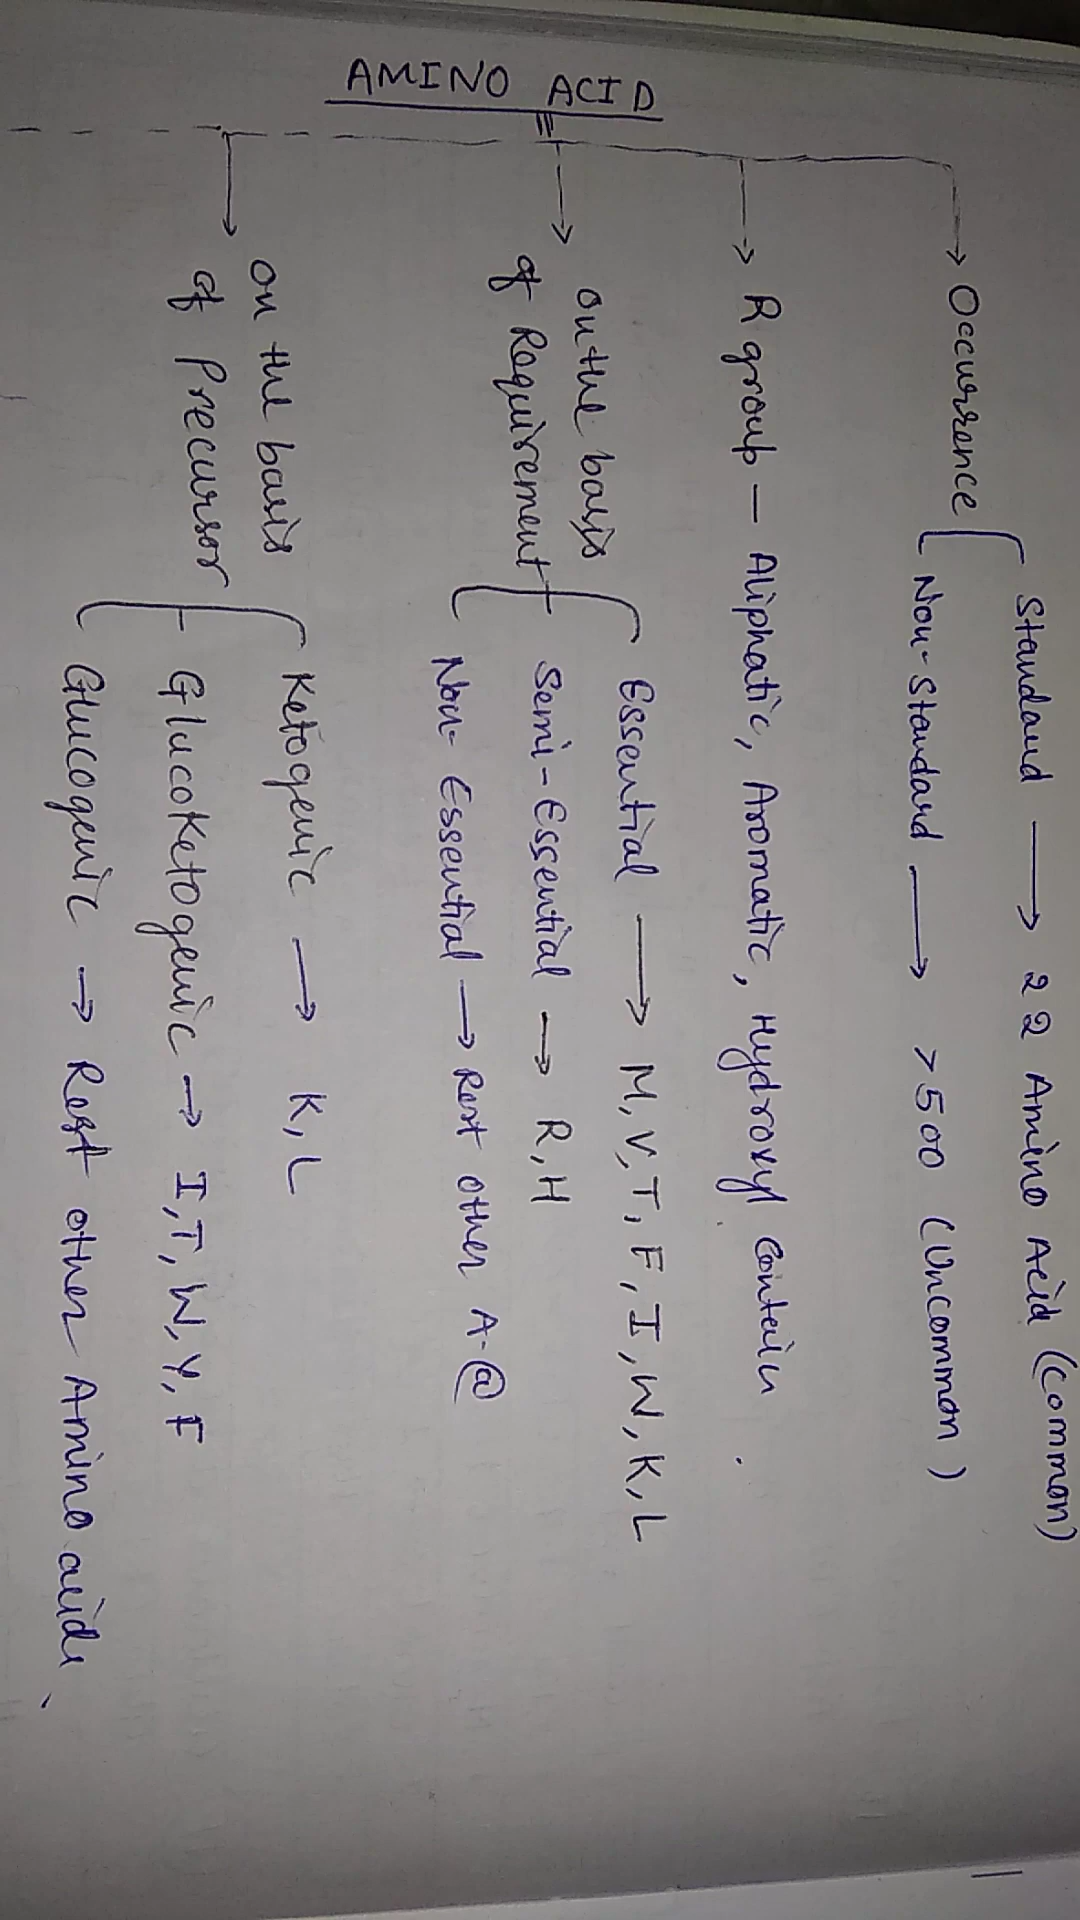 AMINO ACID
→ Occurrence
Standaud → 22 Amino Acid (Common)
Non-Standard → >500 (Uncommon)
→ R group - Aliphatic, Aromatic, Hydroxyl Contain.
→ on the basis of Requirement
Essential → M, V, T, F, I, W, K, L
Semi-Essential → R, H
Non-Essential → Rest other A.@
→ on the basis of Precursor
Ketogenic → K, L
Glucoketogenic → I, T, W, Y, F
Glucogenic → Rest other Amino acids.